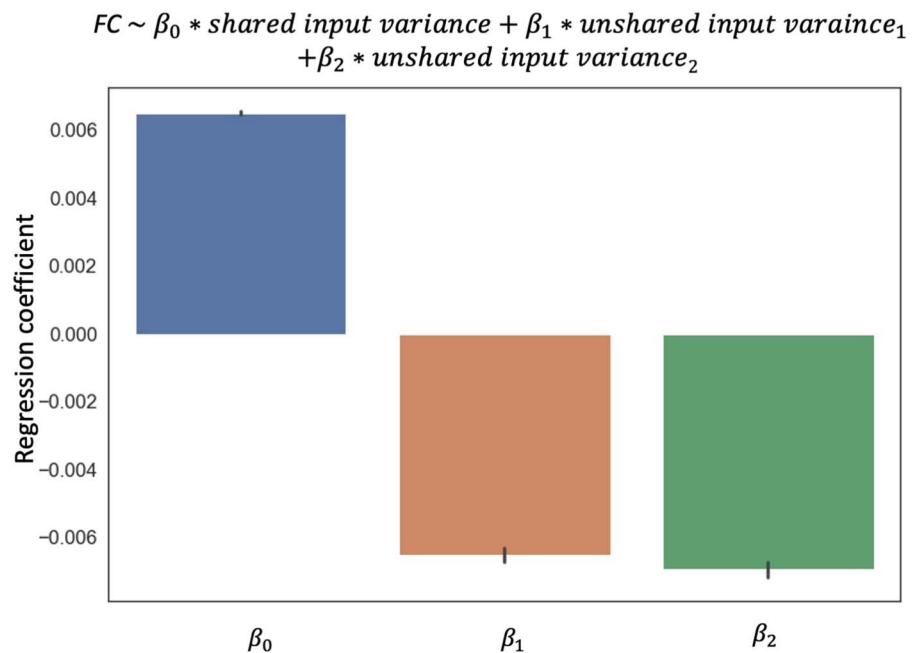 FC ~ β₀ * shared input variance + β₁ * unshared input varaince₁
+β₂ * unshared input variance₂
Regression coefficient
0.006
0.004
0.002
0.000
−0.002
−0.004
−0.006
β₀ β₁ β₂